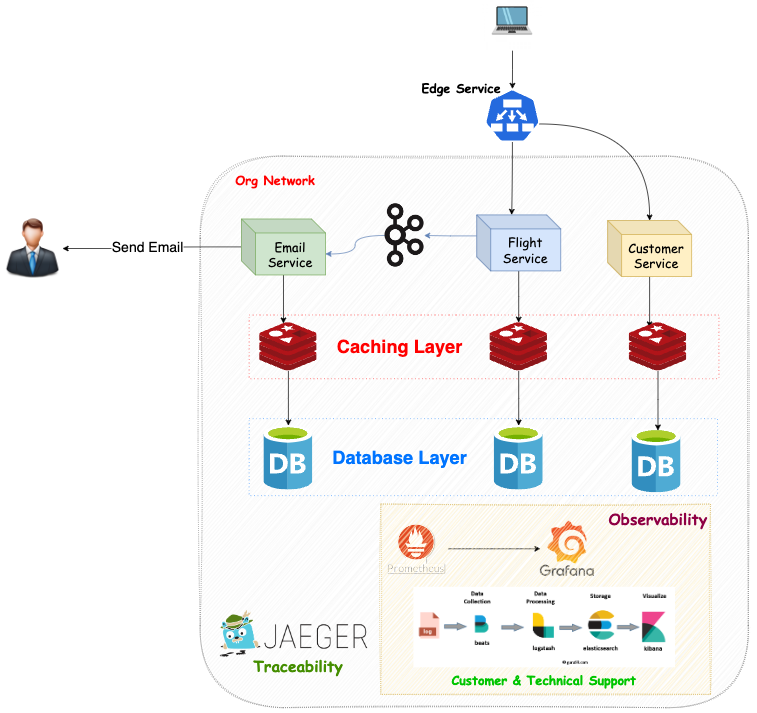 Edge Service
Org Network
Send Email
Email
Service
Flight
Service
Customer
Service
Caching Layer
Database Layer
DB
DB
DB
Observability
Prometheus
Grafana
Data
Collection
Data
Processing
Storage
Visualize
log
beats
logstash
elasticsearch
kibana
© guru99.com
JAEGER
Traceability
Customer & Technical Support